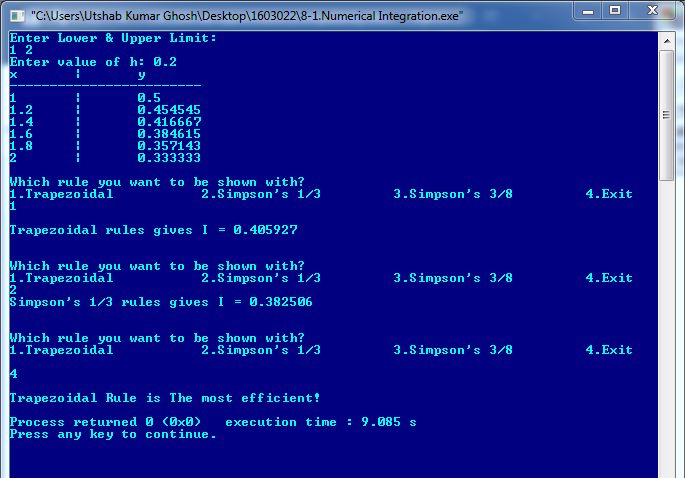 "C:\Users\Utshab Kumar Ghosh\Desktop\1603022\8-1.Numerical Integration.exe"
Enter Lower & Upper Limit:
1 2
Enter value of h: 0.2
x ¦ y
------------------------
1 ¦ 0.5
1.2 ¦ 0.454545
1.4 ¦ 0.416667
1.6 ¦ 0.384615
1.8 ¦ 0.357143
2 ¦ 0.333333
Which rule you want to be shown with?
1.Trapezoidal 2.Simpson's 1/3 3.Simpson's 3/8 4.Exit
1
Trapezoidal rules gives I = 0.405927
Which rule you want to be shown with?
1.Trapezoidal 2.Simpson's 1/3 3.Simpson's 3/8 4.Exit
2
Simpson's 1/3 rules gives I = 0.382506
Which rule you want to be shown with?
1.Trapezoidal 2.Simpson's 1/3 3.Simpson's 3/8 4.Exit
4
Trapezoidal Rule is The most efficient!
Process returned 0 (0x0) execution time : 9.085 s
Press any key to continue.